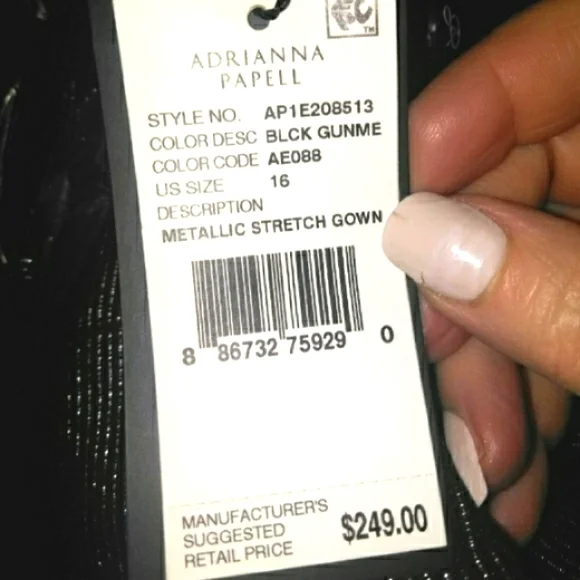 TM
ADRIANNA
PAPELL
STYLE NO. AP1E208513
COLOR DESC BLCK GUNME
COLOR CODE AE088
US SIZE 16
DESCRIPTION
METALLIC STRETCH GOWN
8 86732 75929 0
MANUFACTURER'S
SUGGESTED
RETAIL PRICE
$249.00